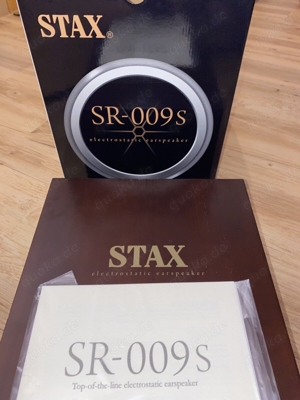 STAX®
SR-009S
electrostatic earspeaker
STAX
electrostatic earspeaker
SR-009S
Top-of-the-line electrostatic earspeaker